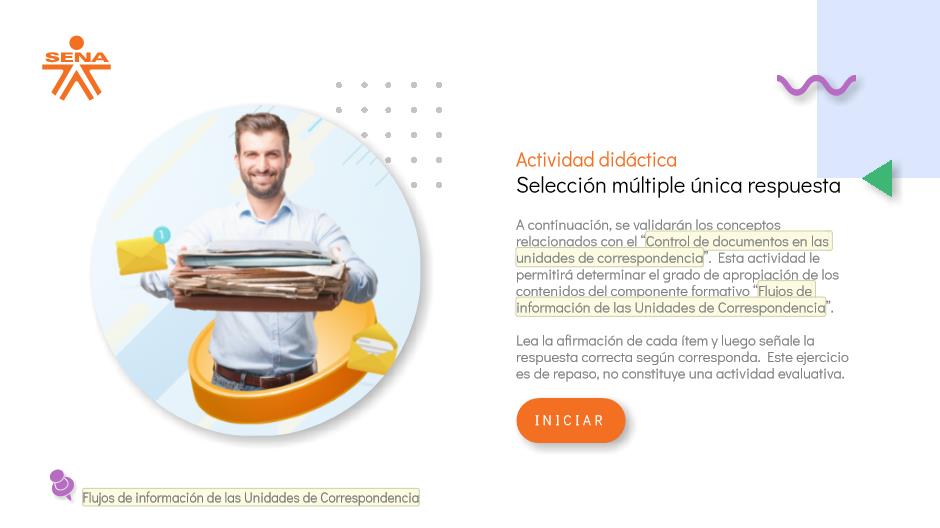 SENA
Actividad didáctica
Selección múltiple única respuesta
A continuación, se validarán los conceptos
relacionados con el “Control de documentos en las
unidades de correspondencia”. Esta actividad le
permitirá determinar el grado de apropiación de los
contenidos del componente formativo “Flujos de
información de las Unidades de Correspondencia”.
Lea la afirmación de cada ítem y luego señale la
respuesta correcta según corresponda. Este ejercicio
es de repaso, no constituye una actividad evaluativa.
INICIAR
1
Flujos de información de las Unidades de Correspondencia